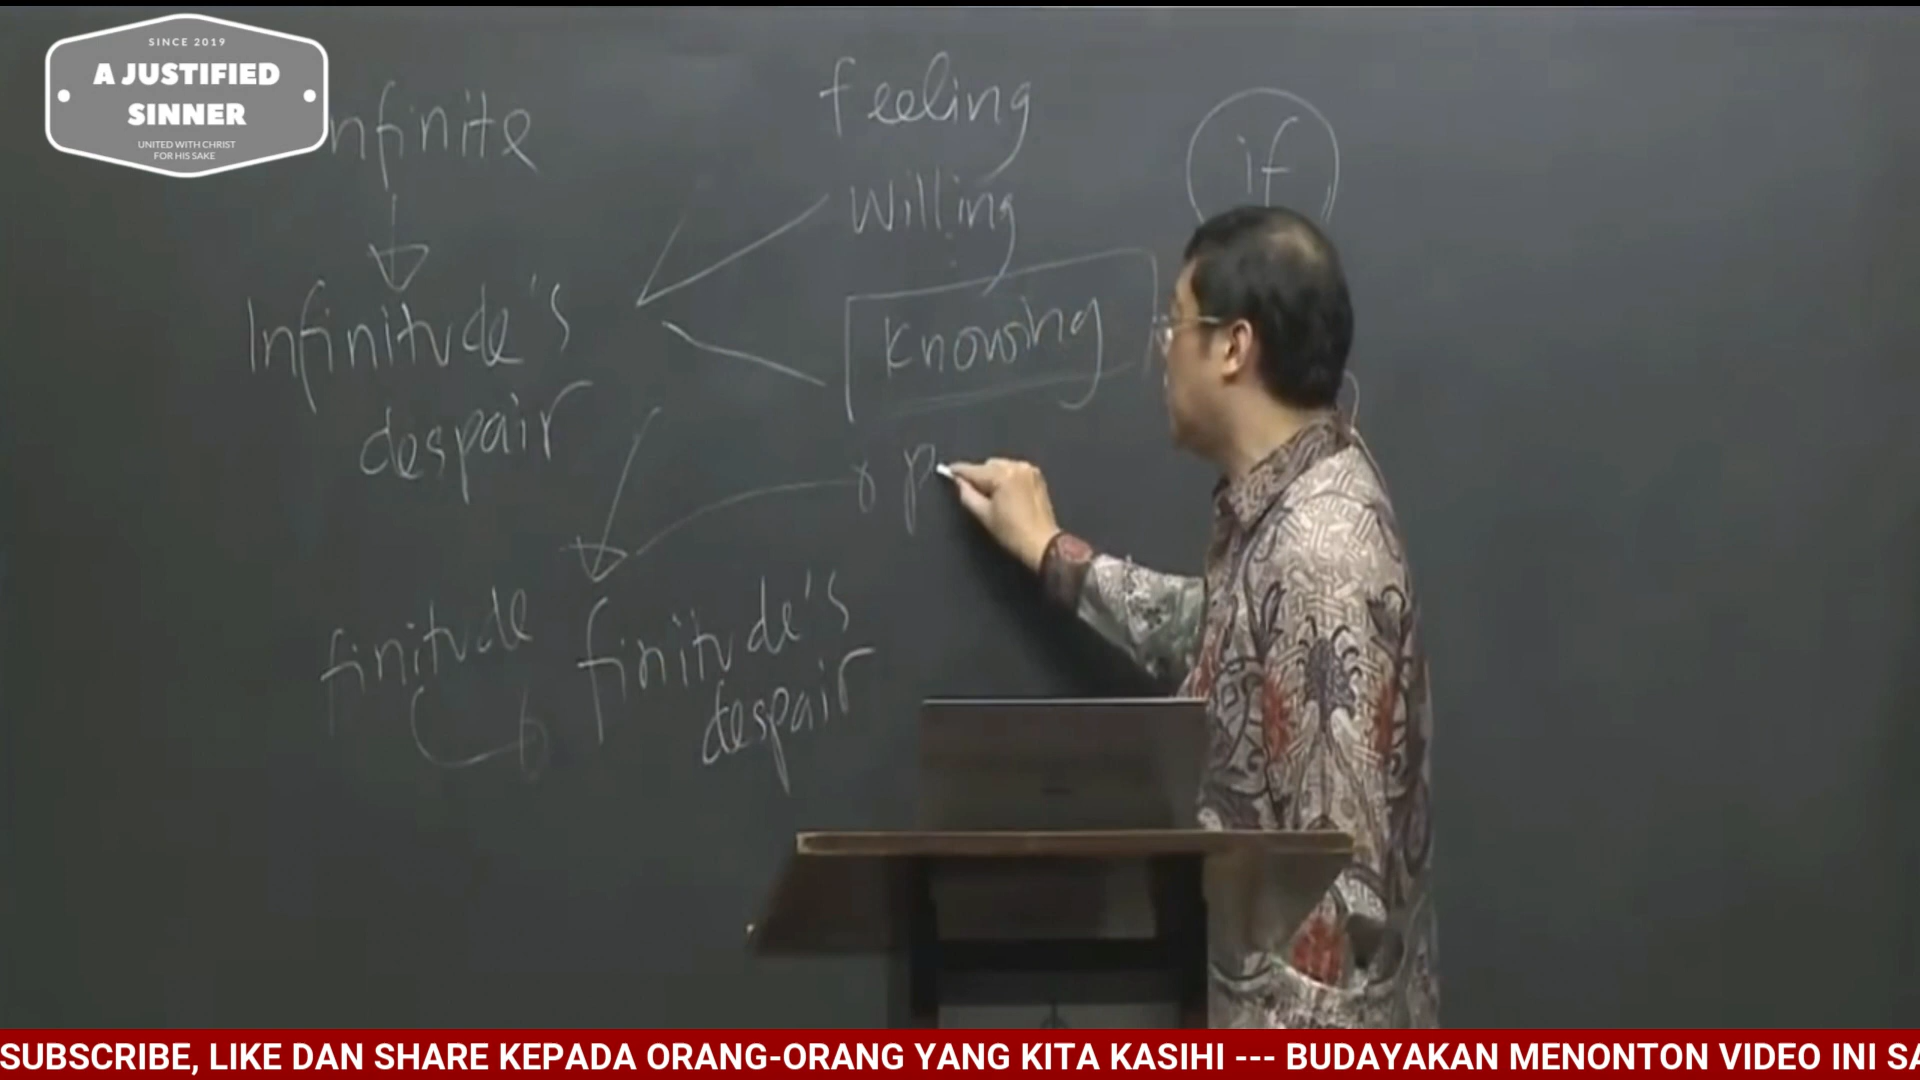 SINCE 2019
A JUSTIFIED
SINNER
UNITED WITH CHRIST
FOR HIS SAKE
nfinite
feeling
if
Willing
Infinitude's
despair
Knowing
p
finitude
finitude's
despair
SUBSCRIBE, LIKE DAN SHARE KEPADA ORANG-ORANG YANG KITA KASIHI --- BUDAYAKAN MENONTON VIDEO INI SA